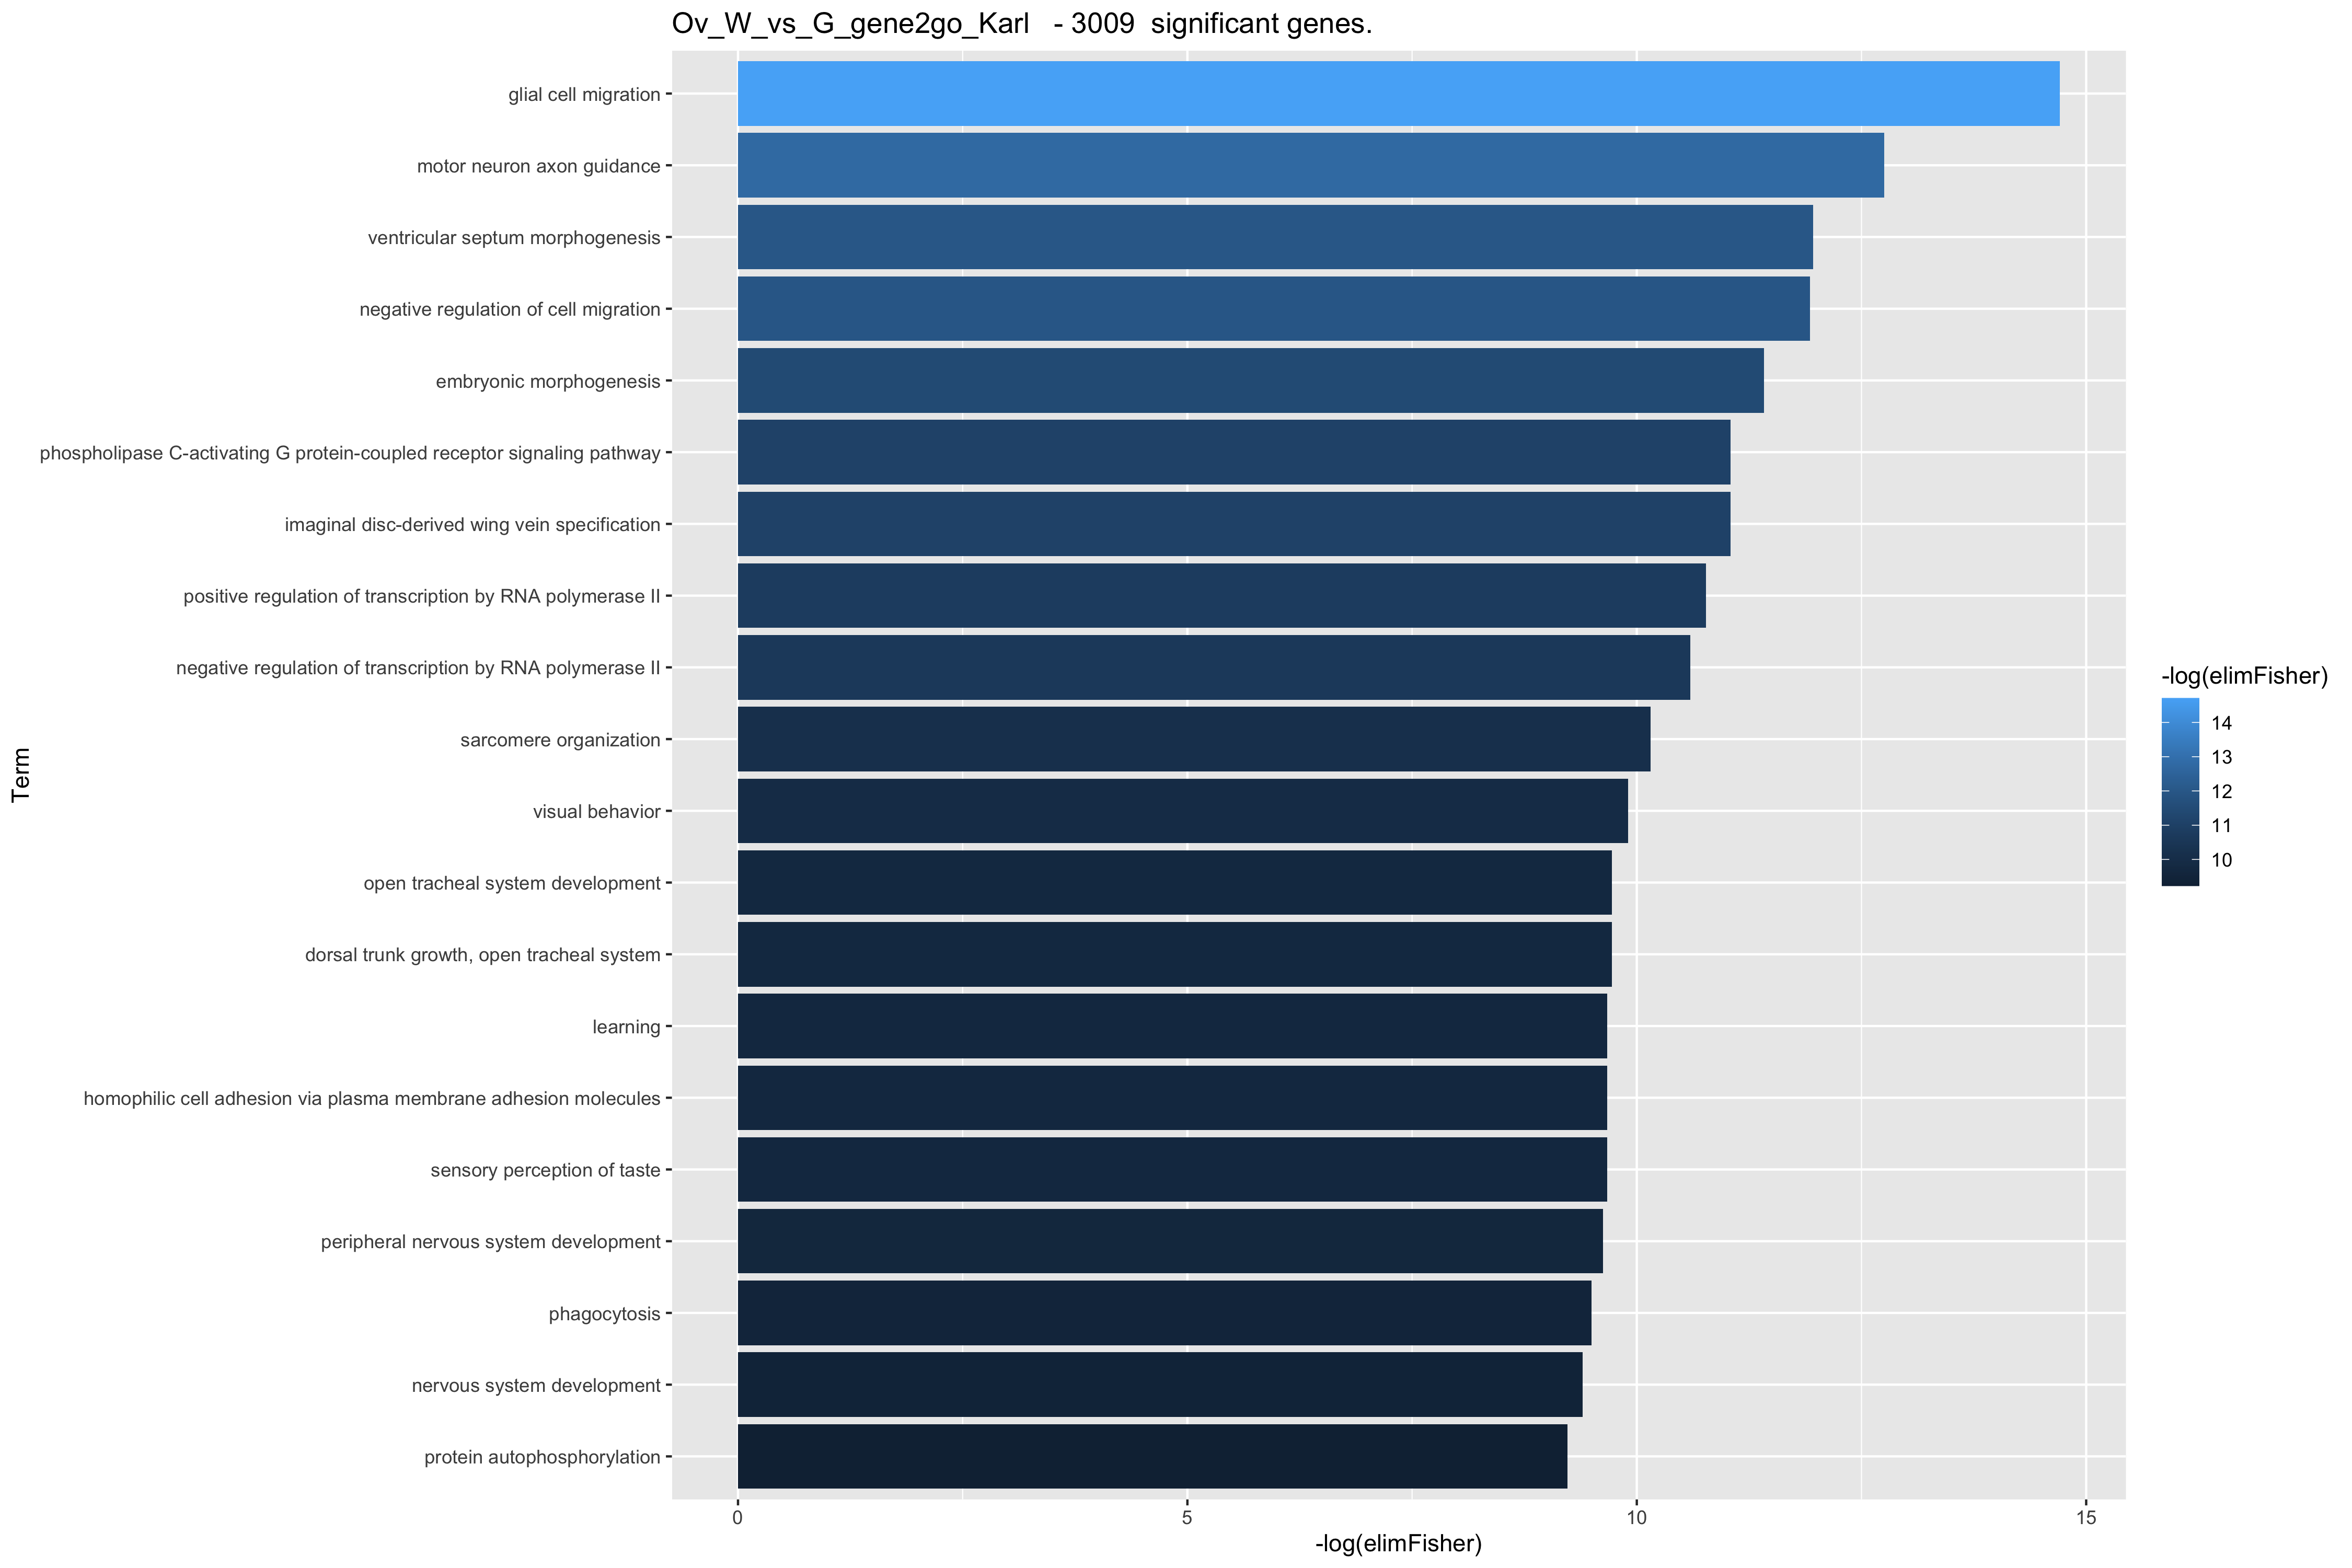 Ov_W_vs_G_gene2go_Karl   - 3009  significant genes.
glial cell migration
motor neuron axon guidance
ventricular septum morphogenesis
negative regulation of cell migration
embryonic morphogenesis
phospholipase C-activating G protein-coupled receptor signaling pathway
imaginal disc-derived wing vein specification
positive regulation of transcription by RNA polymerase II
negative regulation of transcription by RNA polymerase II
sarcomere organization
visual behavior
open tracheal system development
dorsal trunk growth, open tracheal system
learning
homophilic cell adhesion via plasma membrane adhesion molecules
sensory perception of taste
peripheral nervous system development
phagocytosis
nervous system development
protein autophosphorylation
Term
0 5 10 15
-log(elimFisher)
-log(elimFisher)
14
13
12
11
10